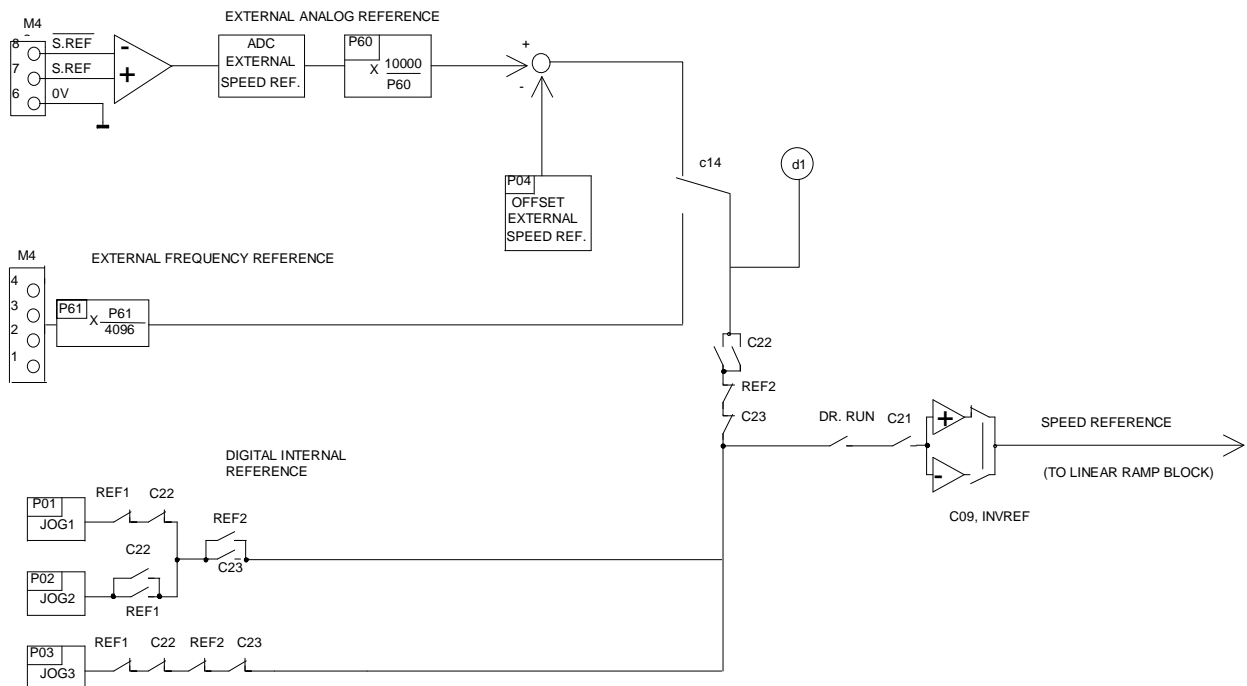 EXTERNAL ANALOG REFERENCE
M4
8 S.REF
7 S.REF
6 0V
-
+
ADC
EXTERNAL
SPEED REF.
P60
X 10000
P60
+
-
P04
OFFSET
EXTERNAL
SPEED REF.
c14
d1
M4
EXTERNAL FREQUENCY REFERENCE
4
3
2
1
P61
X P61
4096
C22
REF2
C23
DR. RUN
C21
+
-
SPEED REFERENCE
(TO LINEAR RAMP BLOCK)
C09, INVREF
DIGITAL INTERNAL
REFERENCE
P01
JOG1
REF1
C22
REF2
C23
P02
JOG2
C22
REF1
P03
JOG3
REF1
C22
REF2
C23